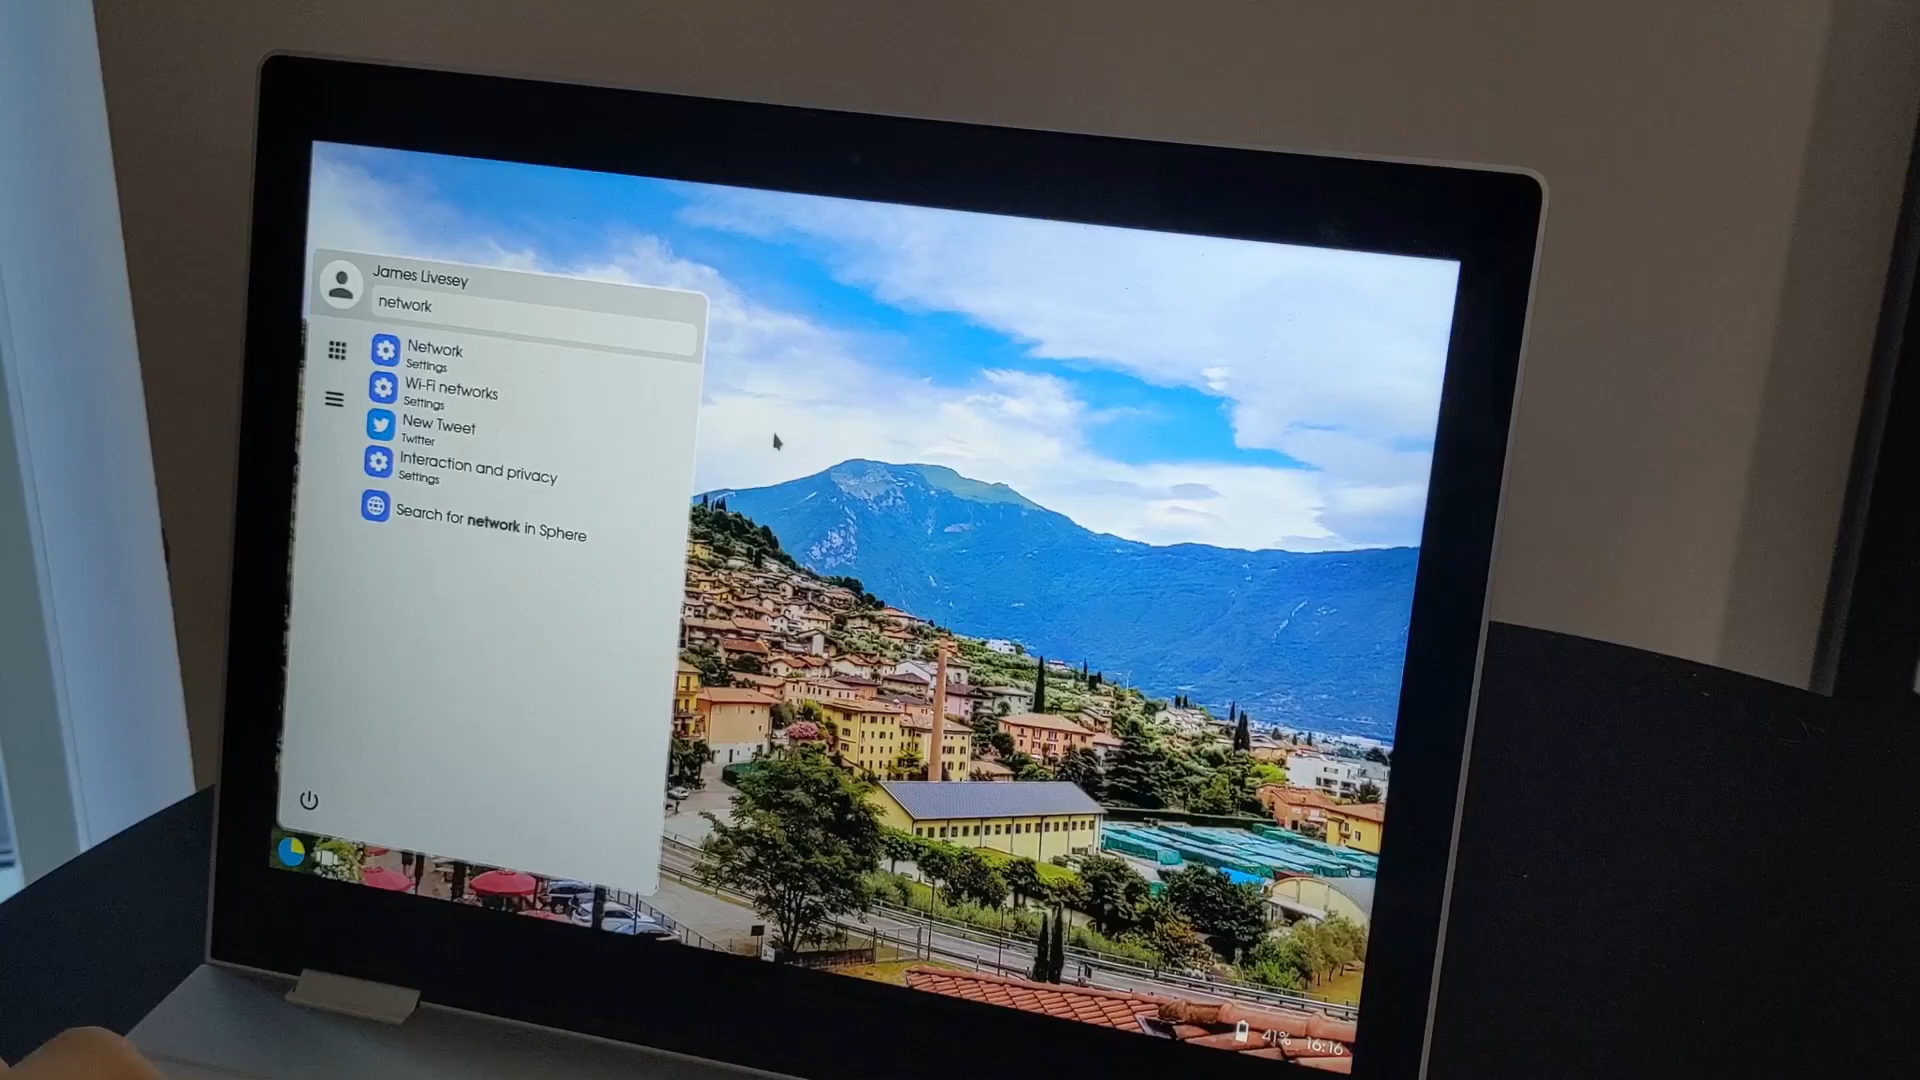 James Livesey
network
Network
Settings
Wi-Fi networks
Settings
New Tweet
Twitter
Interaction and privacy
Settings
Search for network in Sphere
41% 16:16